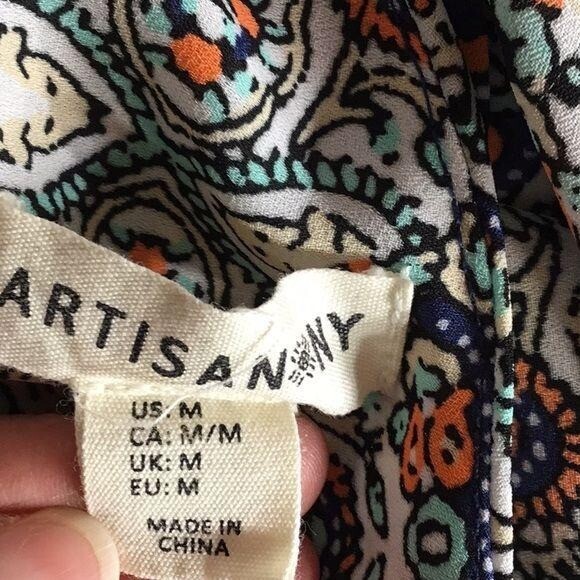 ARTISAN NY
US: M
CA: M/M
UK: M
EU: M
MADE IN
CHINA